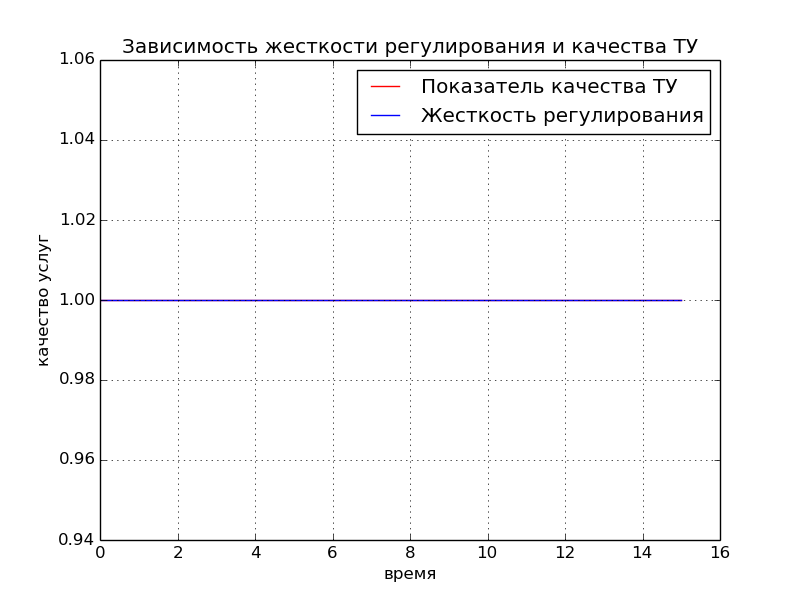 Зависимость жесткости регулирования и качества ТУ
1.06
Показатель качества ТУ
Жесткость регулирования
1.04
1.02
качество услуг
1.00
0.98
0.96
0.94
0 2 4 6 8 10 12 14 16
время